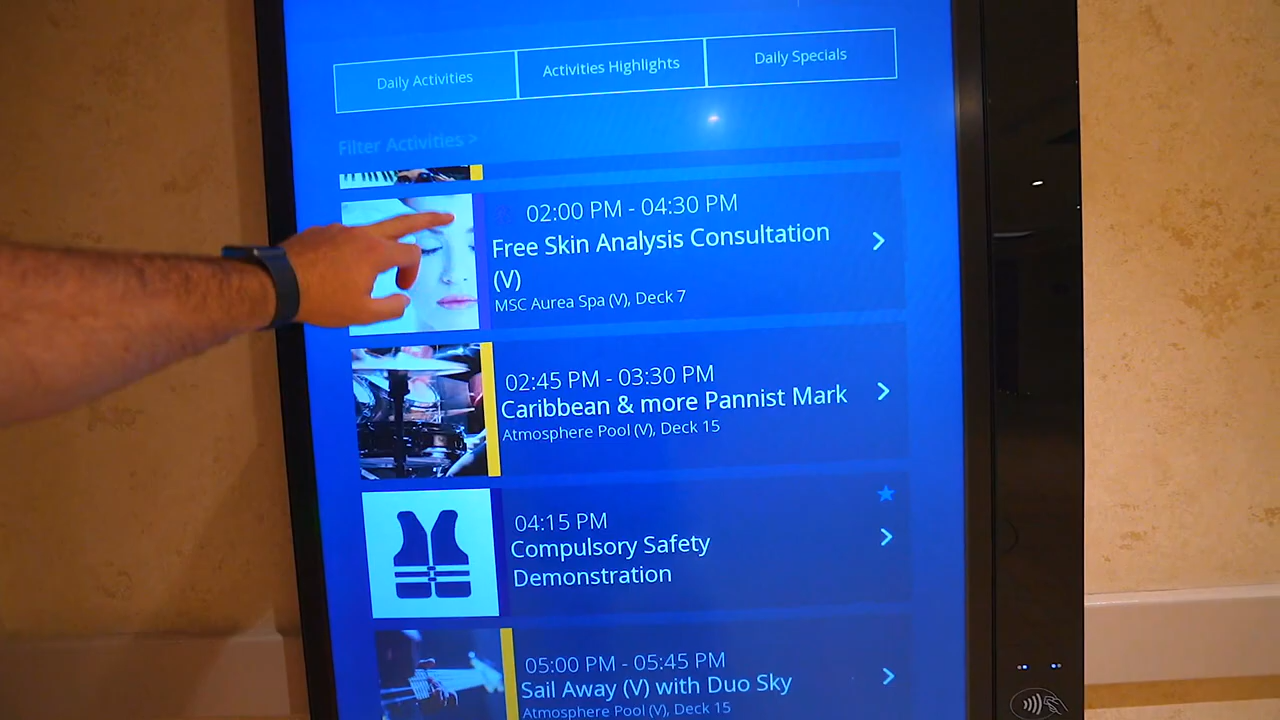 Daily Activities
Activities Highlights
Daily Specials
Filter Activities >
02:00 PM - 04:30 PM
Free Skin Analysis Consultation
(V)
MSC Aurea Spa (V), Deck 7
02:45 PM - 03:30 PM
Caribbean & more Pannist Mark
Atmosphere Pool (V), Deck 15
04:15 PM
Compulsory Safety
Demonstration
05:00 PM - 05:45 PM
Sail Away (V) with Duo Sky
Atmosphere Pool (V), Deck 15